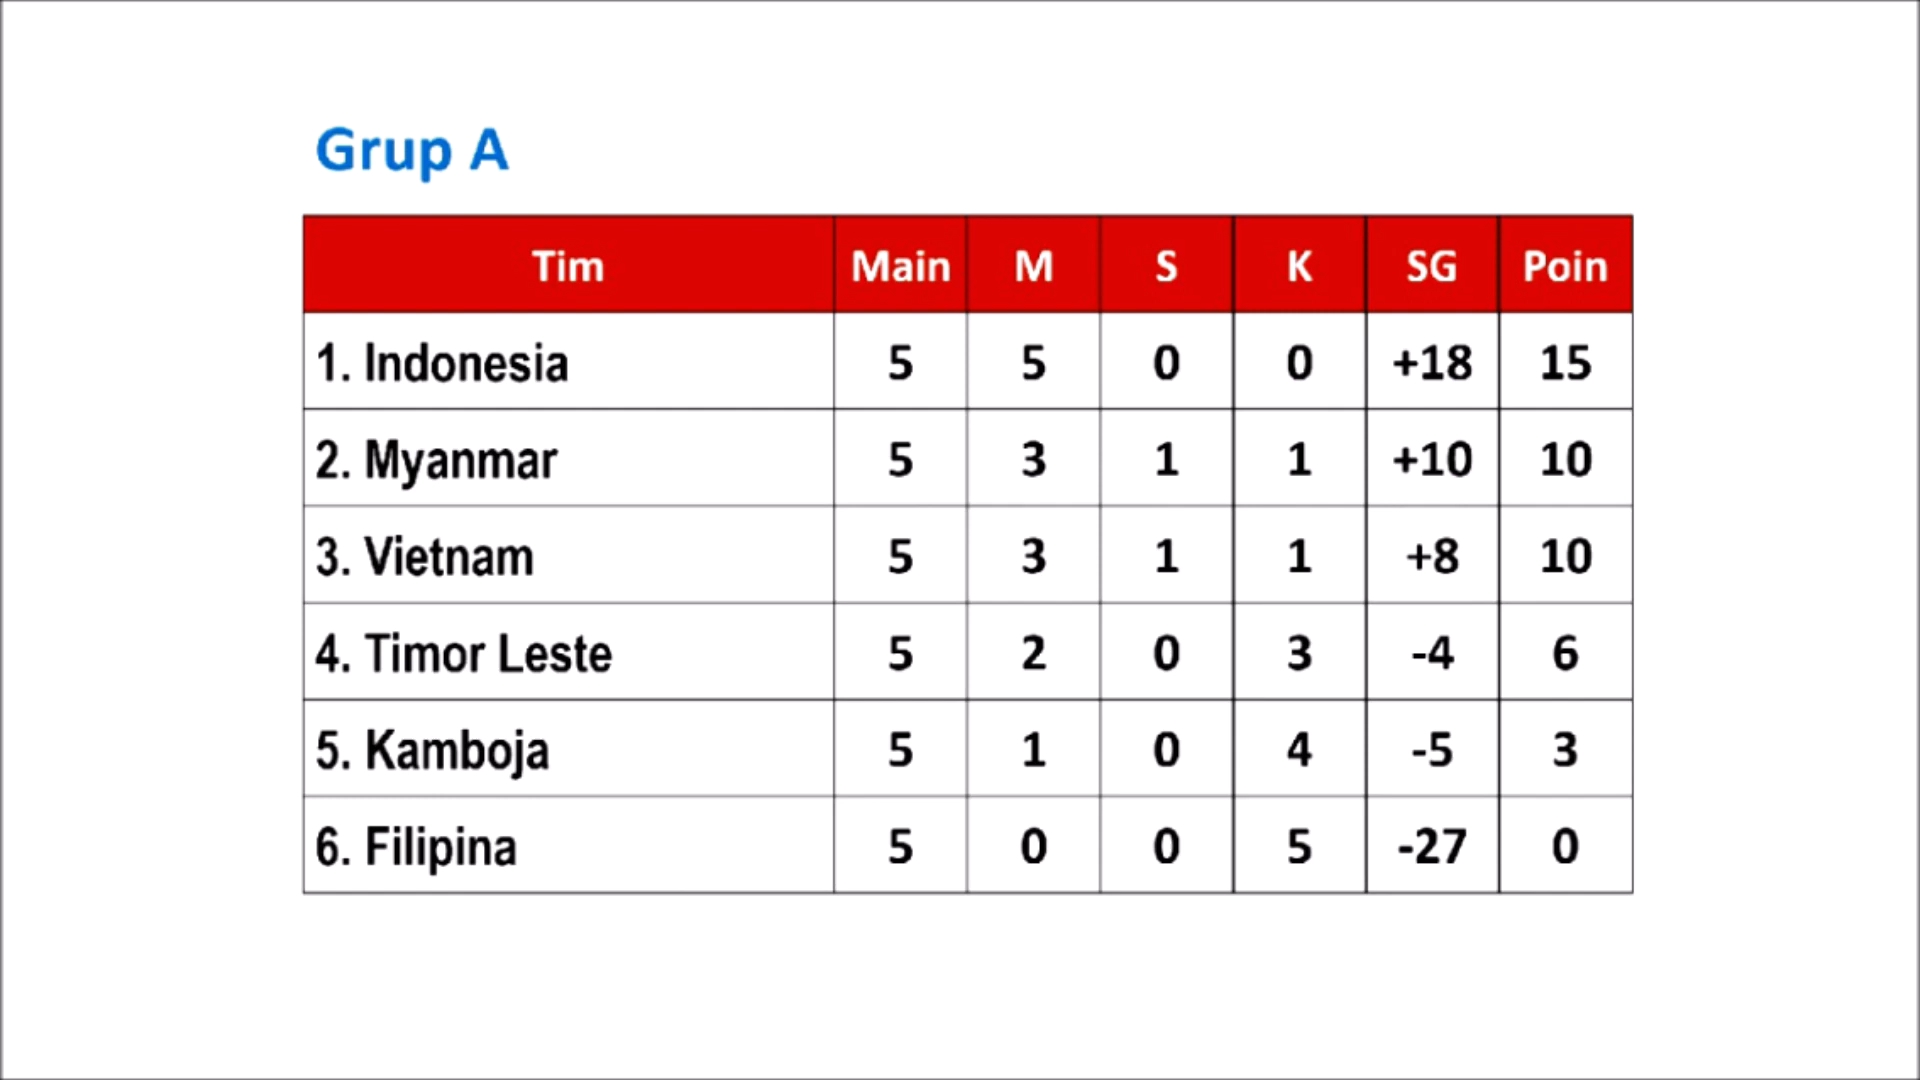 Grup A
Tim Main M S K SG Poin
1. Indonesia 5 5 0 0 +18 15
2. Myanmar 5 3 1 1 +10 10
3. Vietnam 5 3 1 1 +8 10
4. Timor Leste 5 2 0 3 -4 6
5. Kamboja 5 1 0 4 -5 3
6. Filipina 5 0 0 5 -27 0